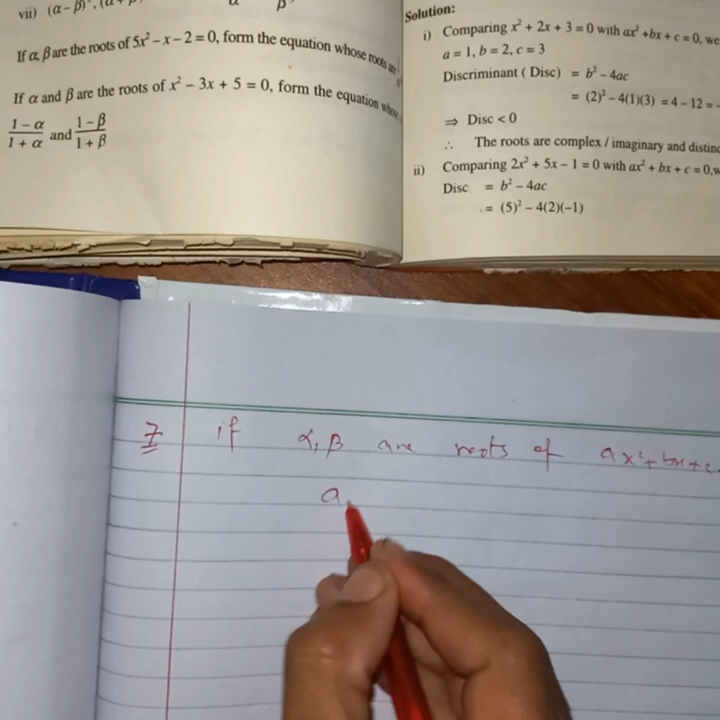 vii) (α – β)
If α, β are the roots of 5x² – x – 2 = 0, form the equation whose roots
If α and β are the roots of x² – 3x + 5 = 0, form the equation whose
1 – α / 1 + α and 1 – β / 1 + β
Solution:
i) Comparing x² + 2x + 3 = 0 with ax² + bx + c = 0, we
a = 1, b = 2, c = 3
Discriminant ( Disc) = b² – 4ac
= (2)² – 4(1)(3) = 4 – 12 =
⇒ Disc < 0
∴ The roots are complex / imaginary and distinc
ii) Comparing 2x² + 5x – 1 = 0 with ax² + bx + c = 0,
Disc = b² – 4ac
= (5)² – 4(2)(–1)
7 if α, β are roots of ax²+bx+c
a